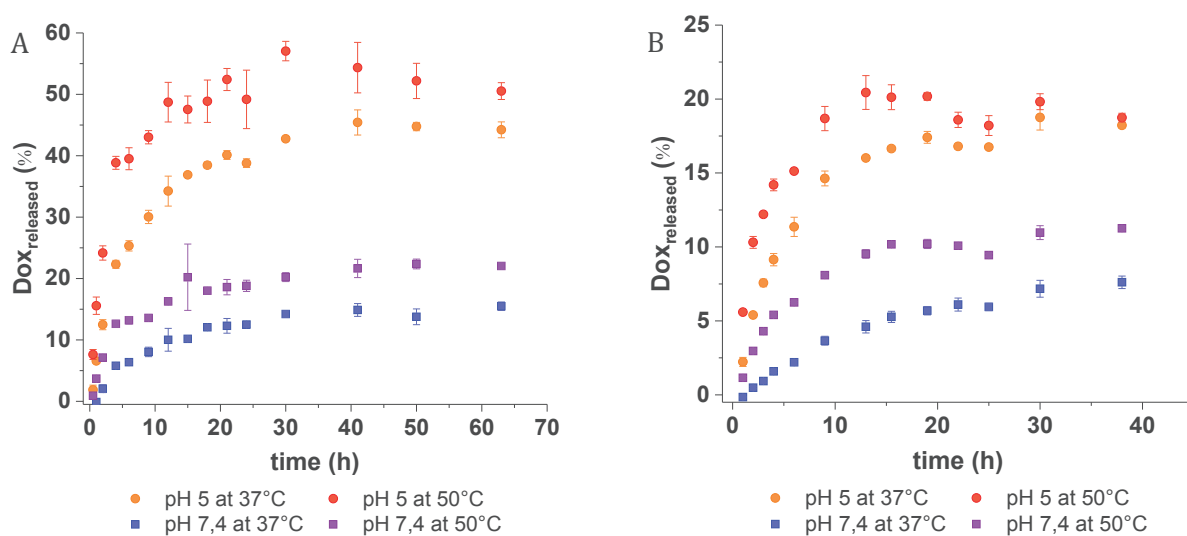 A
60
50
40
30
20
10
0
Dox released (%)
0 10 20 30 40 50 60 70
time (h)
pH 5 at 37°C pH 5 at 50°C
pH 7,4 at 37°C pH 7,4 at 50°C
B
25
20
15
10
5
0
Dox released (%)
0 10 20 30 40
time (h)
pH 5 at 37°C pH 5 at 50°C
pH 7,4 at 37°C pH 7,4 at 50°C